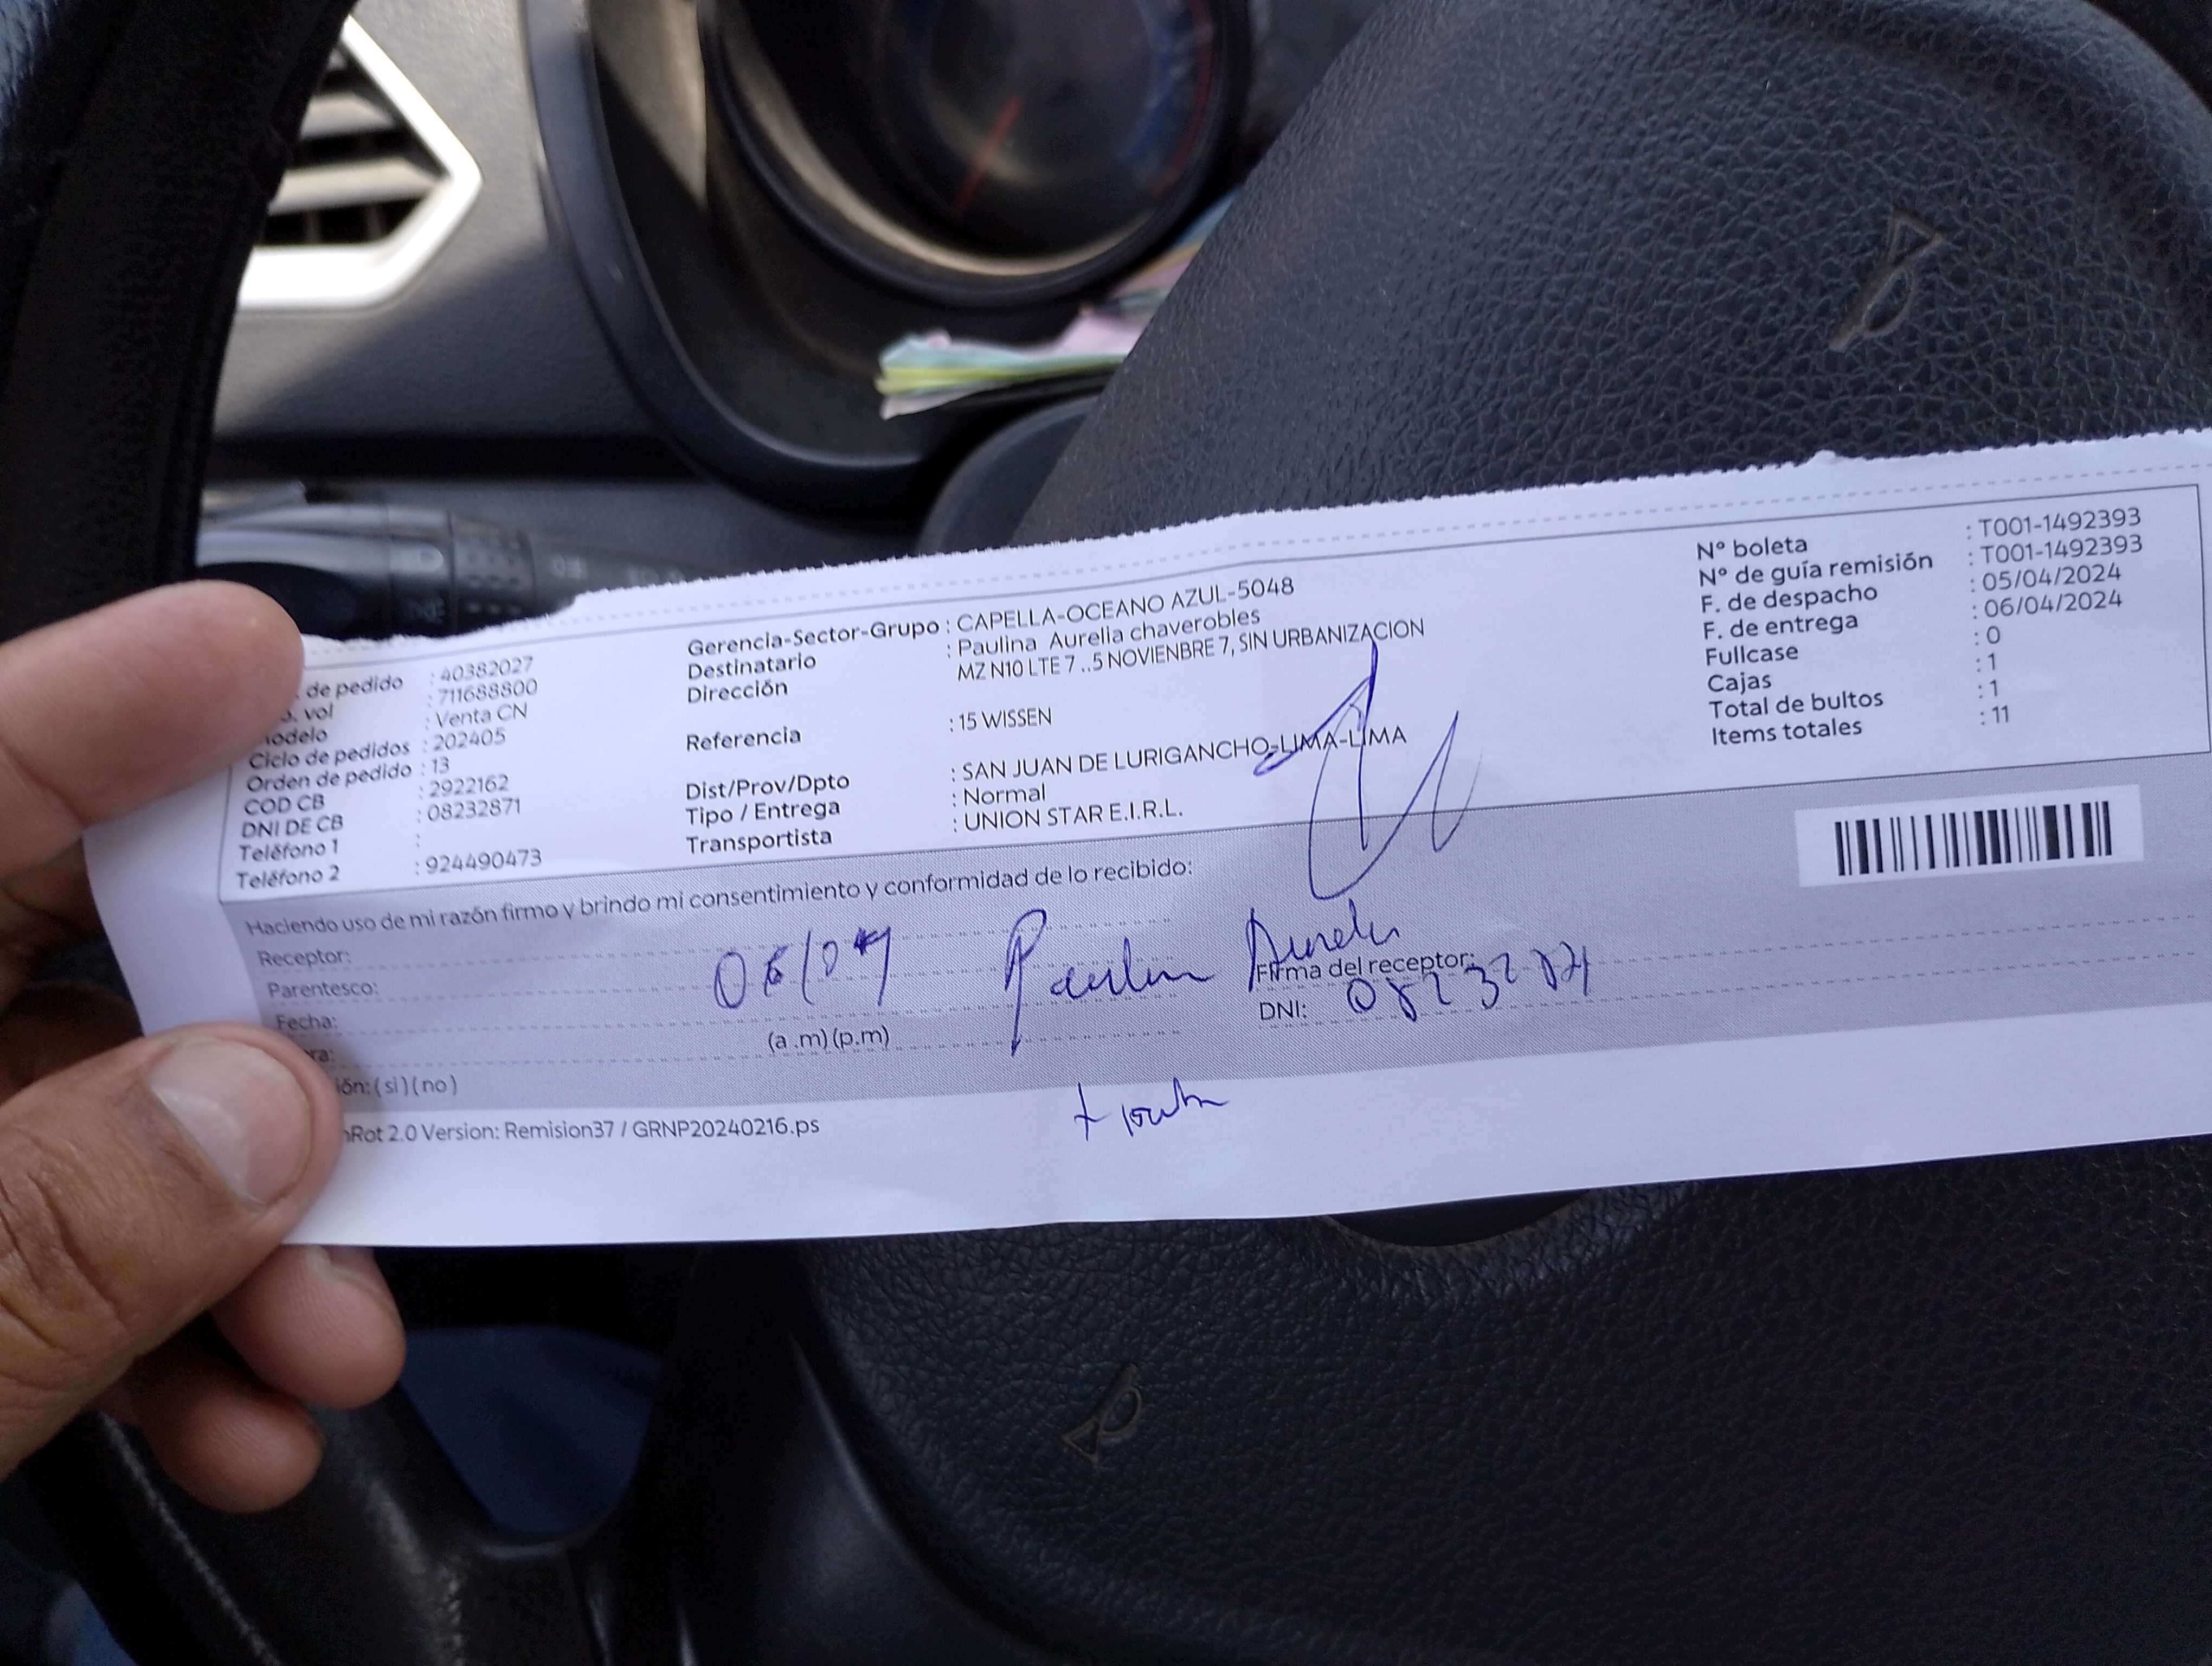 de pedido : 40382027
. vol : 711688800
odelo : Venta CN
Ciclo de pedidos : 202405
Orden de pedido : 13
COD CB : 2922162
DNI DE CB : 08232871
Teléfono 1 :
Teléfono 2 : 924490473
Gerencia-Sector-Grupo : CAPELLA-OCEANO AZUL-5048
Destinatario : Paulina Aurelia chaverobles
Dirección MZ N10 LTE 7 ..5 NOVIENBRE 7, SIN URBANIZACION
Referencia : 15 WISSEN
Dist/Prov/Dpto : SAN JUAN DE LURIGANCHO-LIMA-LIMA
Tipo / Entrega : Normal
Transportista : UNION STAR E.I.R.L.
N° boleta : T001-1492393
N° de guía remisión : T001-1492393
F. de despacho : 05/04/2024
F. de entrega : 06/04/2024
Fullcase : 0
Cajas : 1
Total de bultos : 1
Items totales : 11
Haciendo uso de mi razón firmo y brindo mi consentimiento y conformidad de lo recibido:
Receptor:
Parentesco:
Fecha:
ra:
(a .m) (p.m)
ión: ( si ) ( no )
Firma del receptor:
DNI:
Rot 2.0 Version: Remision37 / GRNP20240216.ps